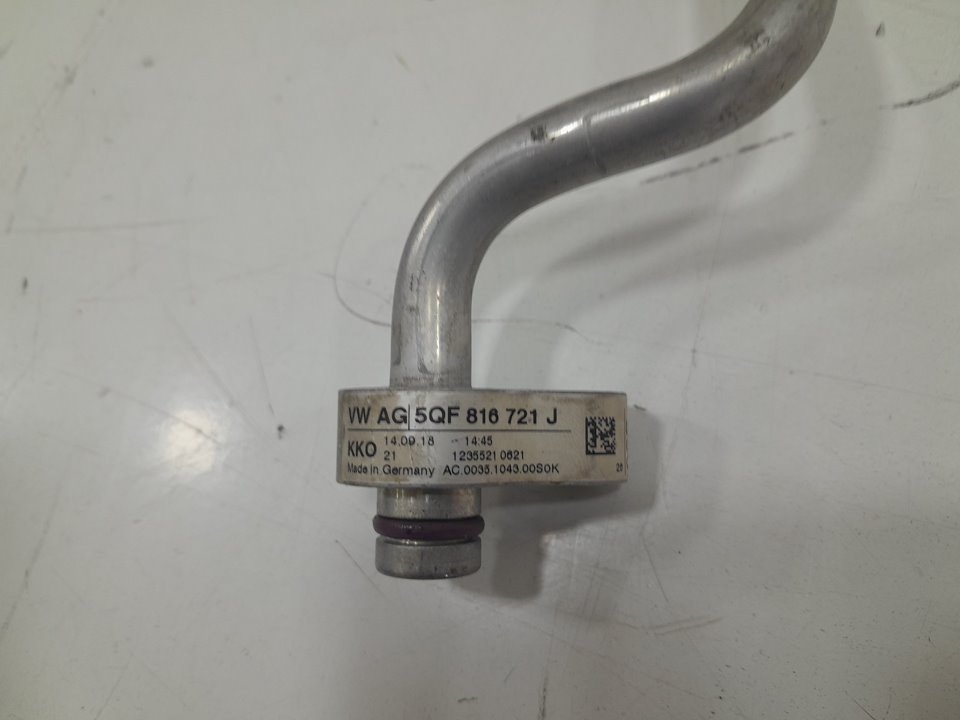 VW AG 5QF 816 721 J
KKO 14.09.18 - 14:45
21 1235521 0621
Made in Germany AC.0035.1043.00S0K
26